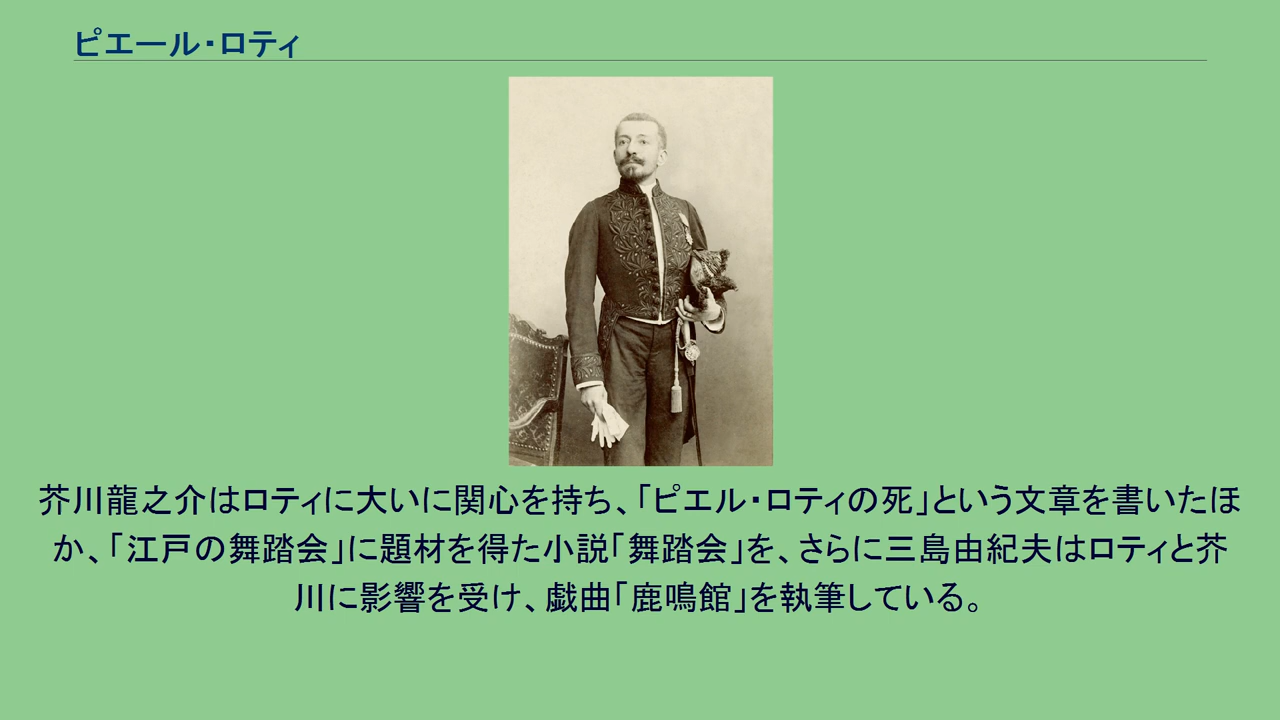 ピエール・ロティ
芥川龍之介はロティに大いに関心を持ち、「ピエル・ロティの死」という文章を書いたほ
か、「江戸の舞踏会」に題材を得た小説「舞踏会」を、さらに三島由紀夫はロティと芥
川に影響を受け、戯曲「鹿鳴館」を執筆している。